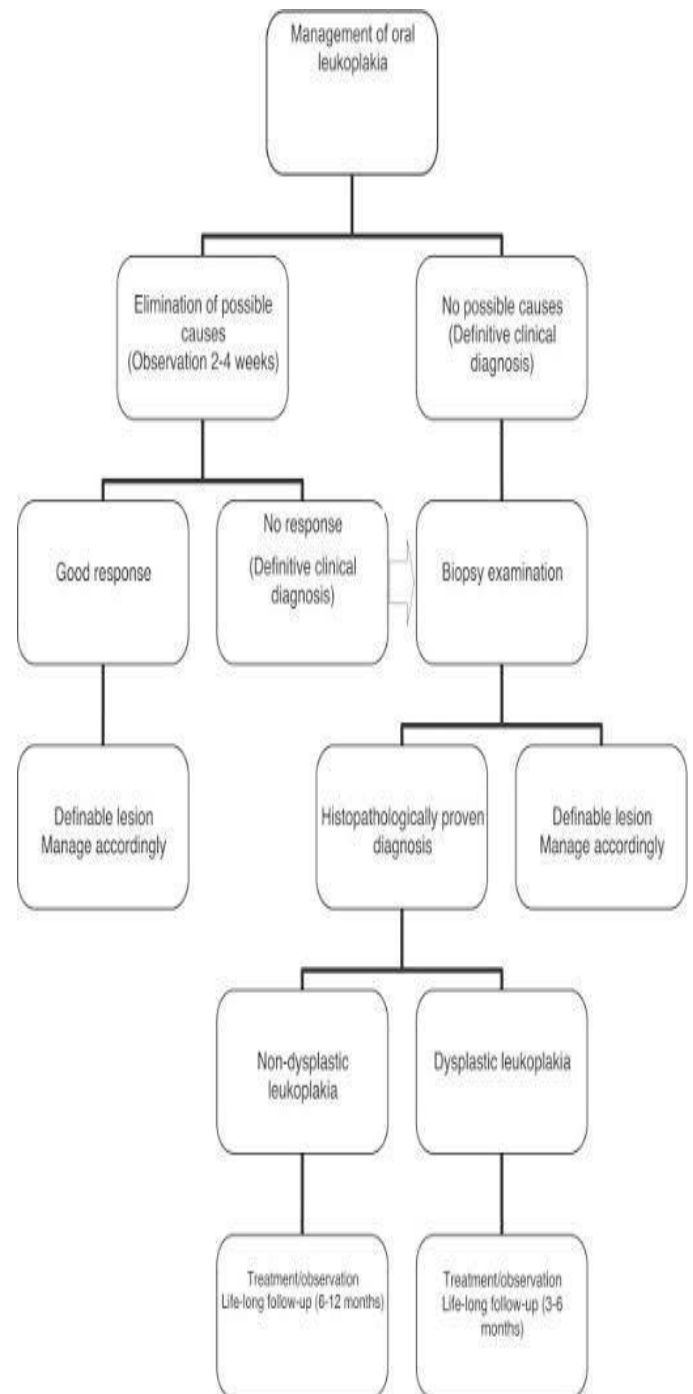 Management of oral
leukoplakia
Elimination of possible
causes
(Observation 2-4 weeks)
No possible causes
(Definitive clinical
diagnosis)
Good response
No response
(Definitive clinical
diagnosis)
Biopsy examination
Definable lesion
Manage accordingly
Histopathologically proven
diagnosis
Definable lesion
Manage accordingly
Non-dysplastic
leukoplakia
Dysplastic leukoplakia
Treatment/observation
Life-long follow-up (6-12 months)
Treatment/observation
Life-long follow-up (3-6
months)